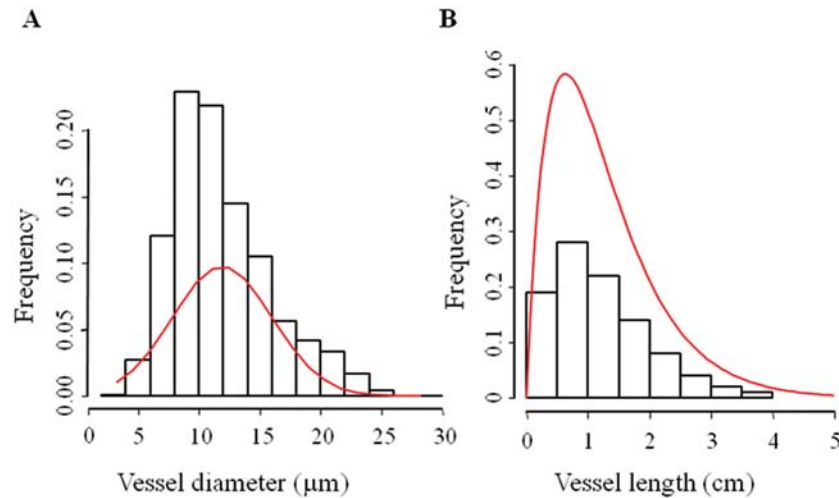 A
Frequency
0.20
0.15
0.10
0.05
0.00
0 5 10 15 20 25 30
Vessel diameter (µm)
B
Frequency
0.6
0.5
0.4
0.3
0.2
0.1
0
0 1 2 3 4 5
Vessel length (cm)